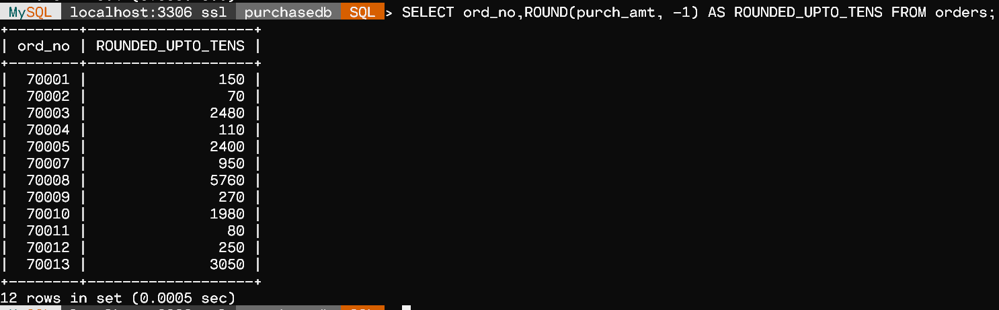 MySQL localhost:3306 ssl purchasedb SQL > SELECT ord_no,ROUND(purch_amt, -1) AS ROUNDED_UPTO_TENS FROM orders;
+--------+-------------------+
| ord_no | ROUNDED_UPTO_TENS |
+--------+-------------------+
| 70001 | 150 |
| 70002 | 70 |
| 70003 | 2480 |
| 70004 | 110 |
| 70005 | 2400 |
| 70007 | 950 |
| 70008 | 5760 |
| 70009 | 270 |
| 70010 | 1980 |
| 70011 | 80 |
| 70012 | 250 |
| 70013 | 3050 |
+--------+-------------------+
12 rows in set (0.0005 sec)